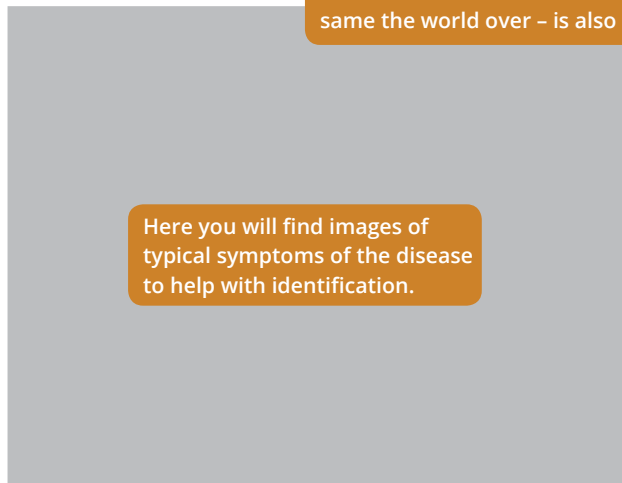 same the world over – is also
Here you will find images of
typical symptoms of the disease
to help with identification.